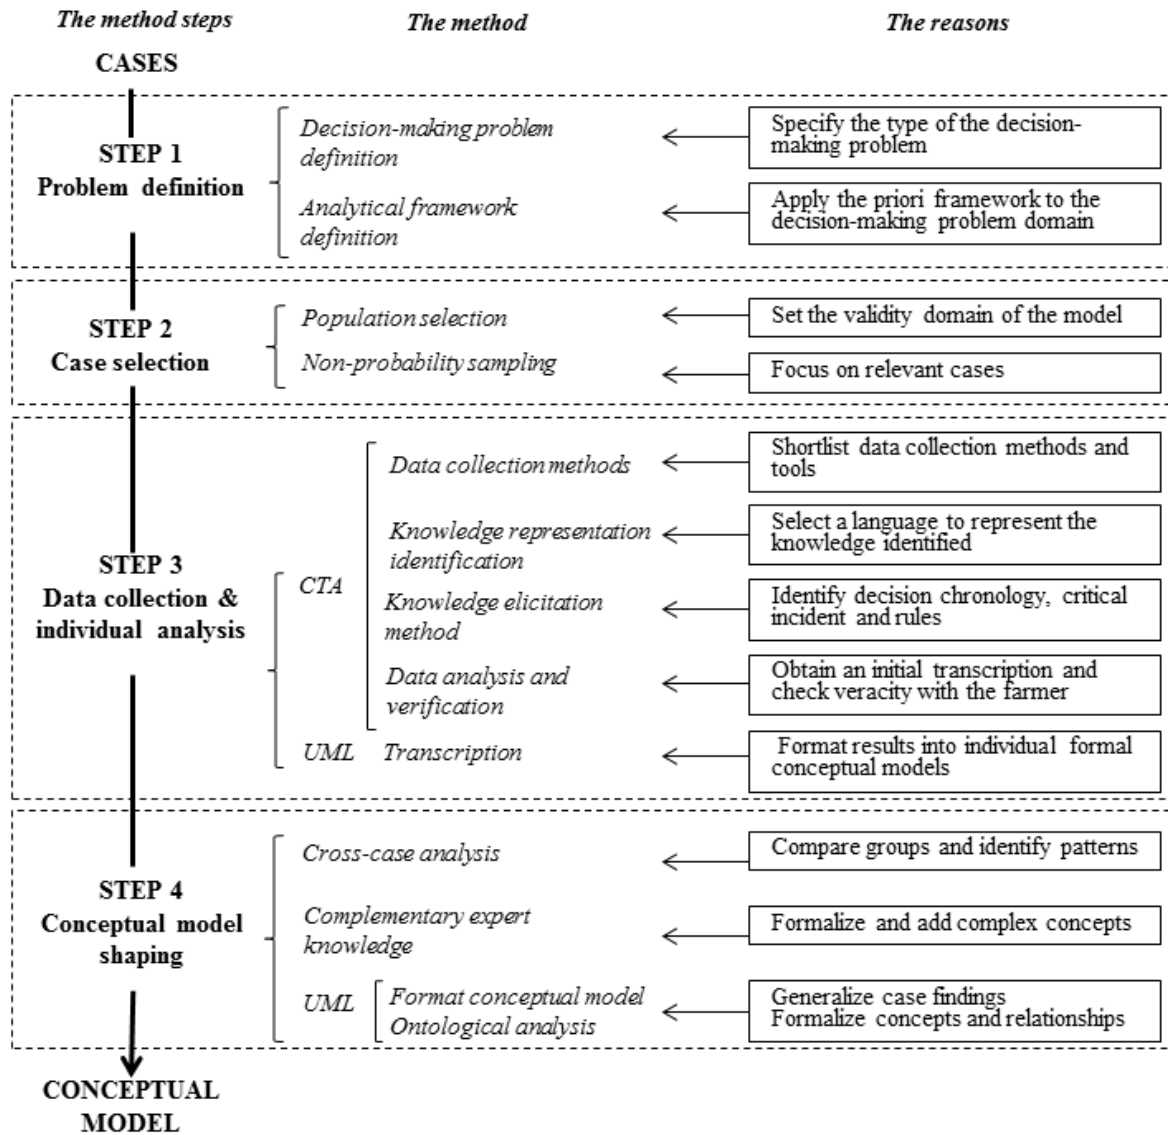 The method steps
The method
The reasons
CASES
STEP 1
Problem definition
Decision-making problem
definition
Specify the type of the decision-
making problem
Analytical framework
definition
Apply the priori framework to the
decision-making problem domain
STEP 2
Case selection
Population selection
Set the validity domain of the model
Non-probability sampling
Focus on relevant cases
STEP 3
Data collection &
individual analysis
CTA
Data collection methods
Shortlist data collection methods and
tools
Knowledge representation
identification
Select a language to represent the
knowledge identified
Knowledge elicitation
method
Identify decision chronology, critical
incident and rules
Data analysis and
verification
Obtain an initial transcription and
check veracity with the farmer
UML Transcription
Format results into individual formal
conceptual models
STEP 4
Conceptual model
shaping
Cross-case analysis
Compare groups and identify patterns
Complementary expert
knowledge
Formalize and add complex concepts
UML
Format conceptual model
Ontological analysis
Generalize case findings
Formalize concepts and relationships
CONCEPTUAL
MODEL